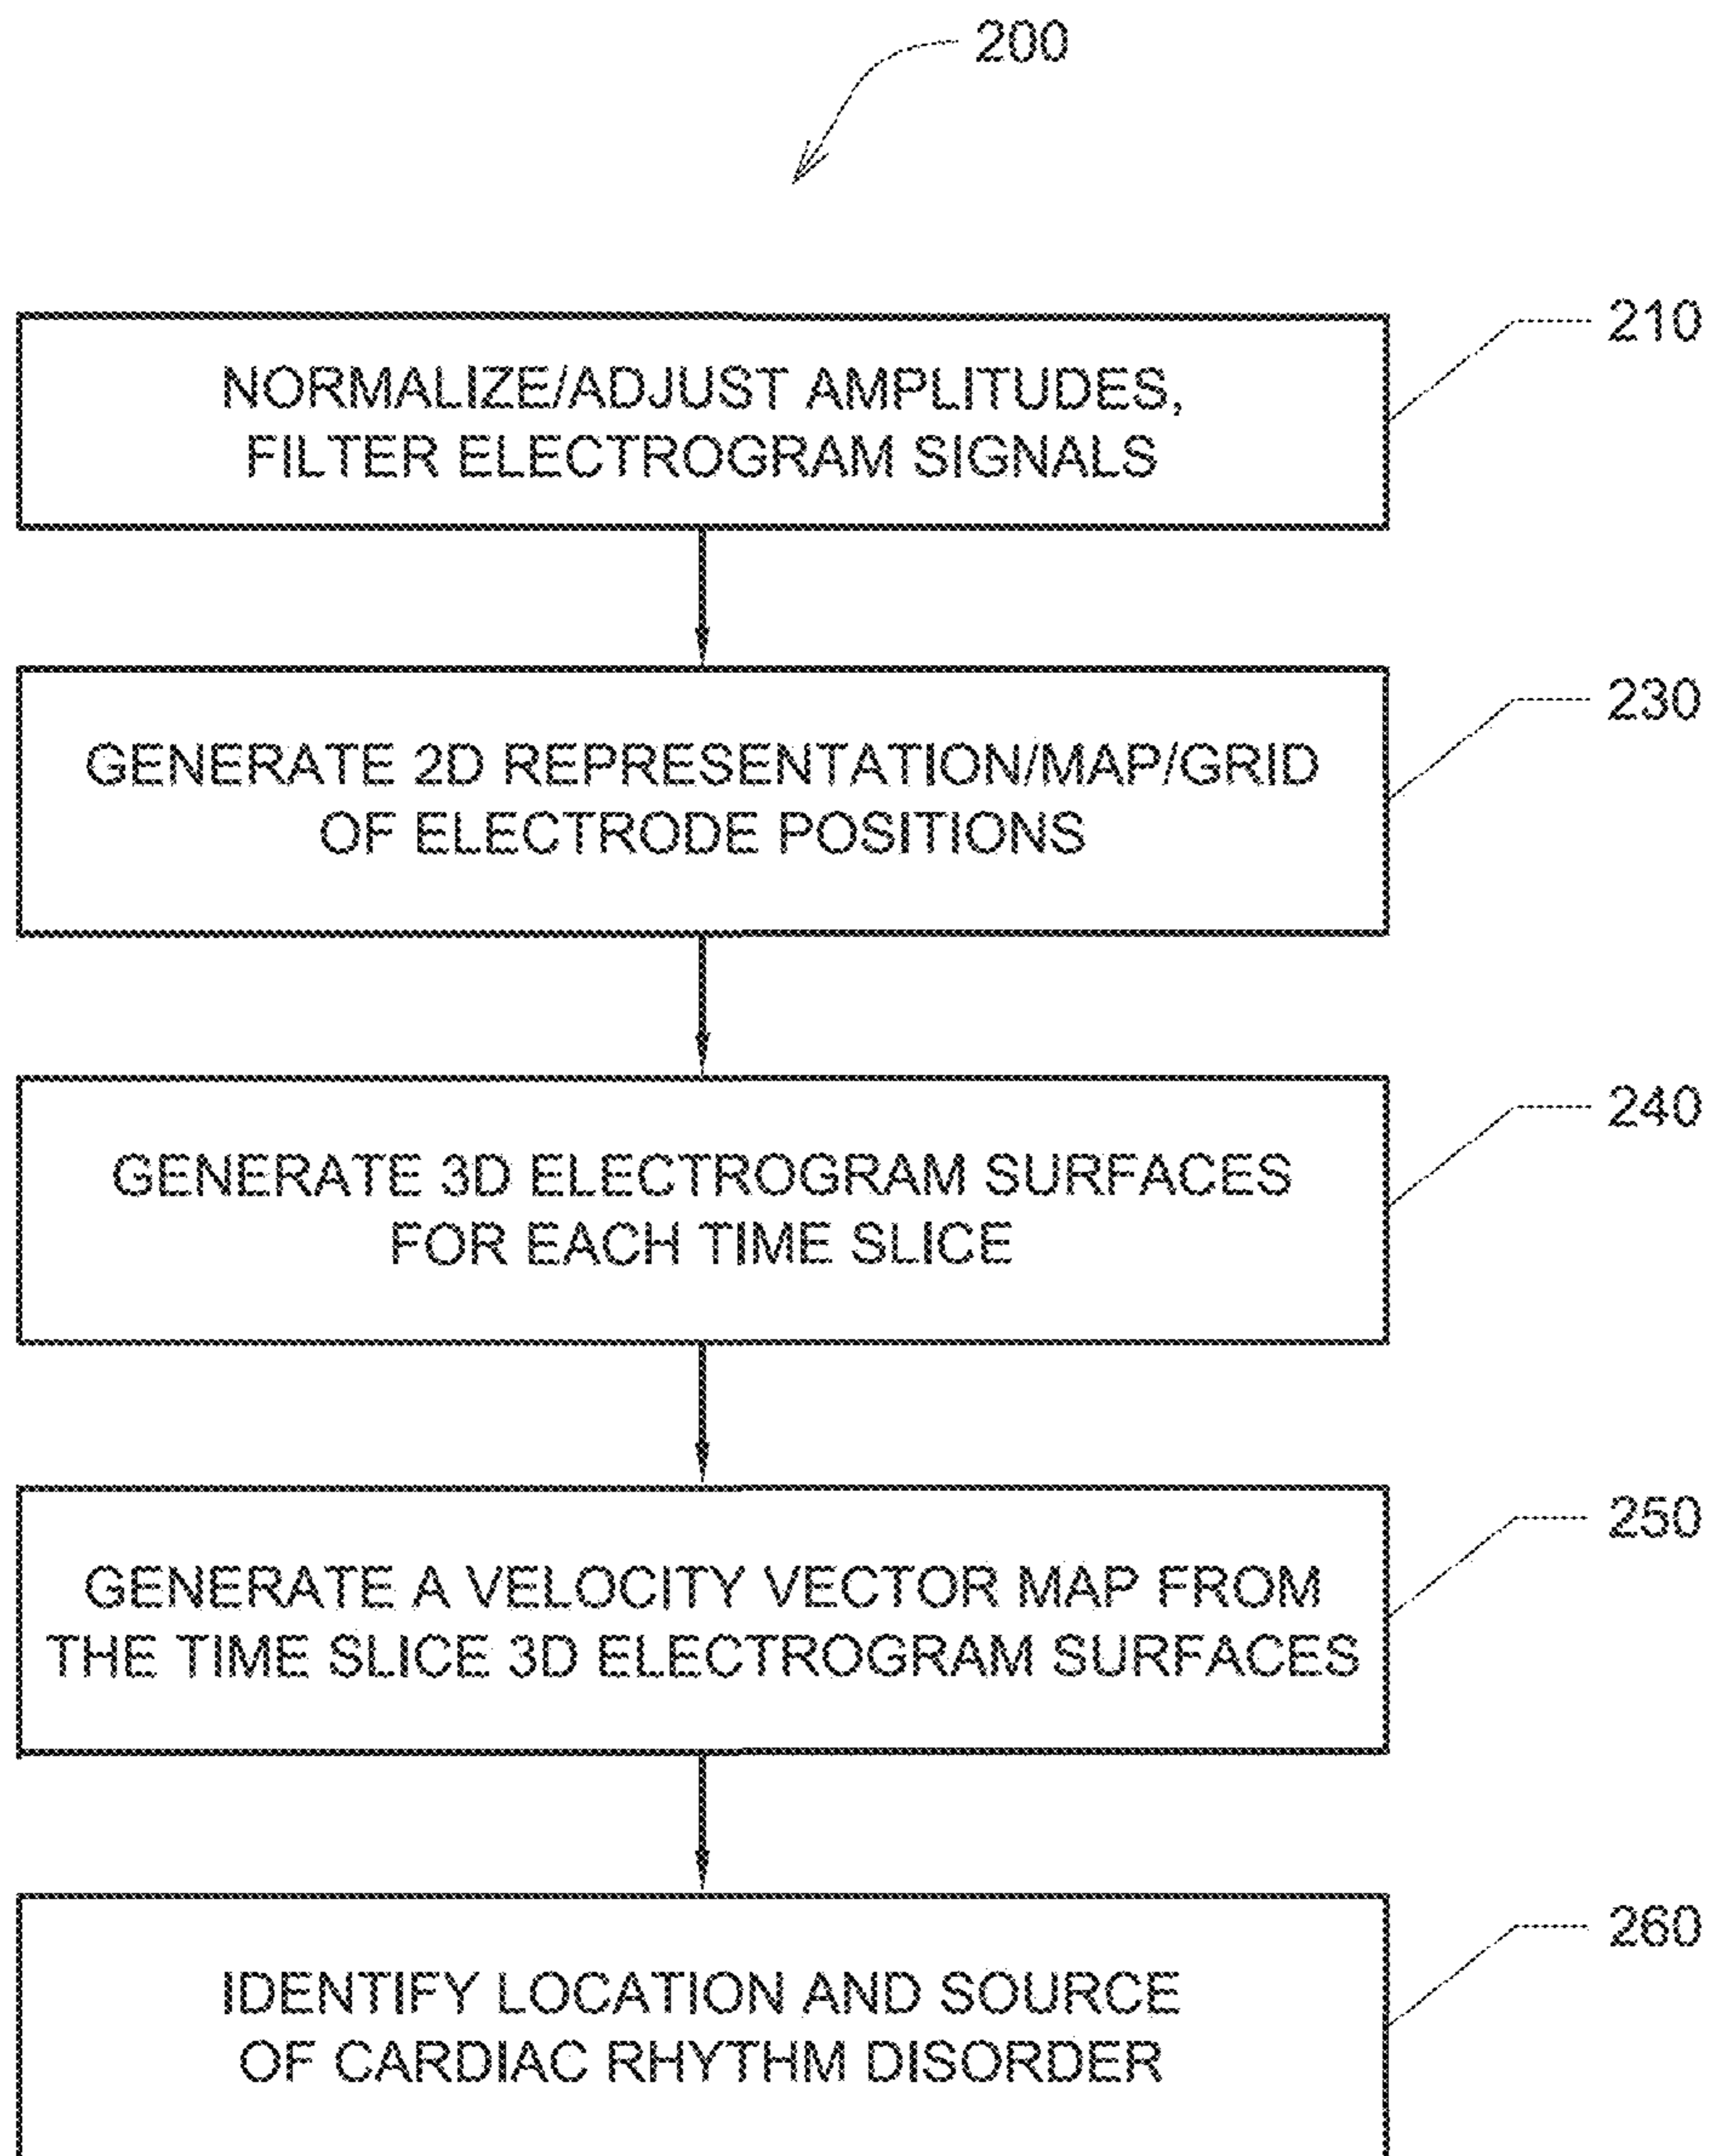 200
210
NORMALIZE/ADJUST AMPLITUDES,
FILTER ELECTROGRAM SIGNALS
230
GENERATE 2D REPRESENTATION/MAP/GRID
OF ELECTRODE POSITIONS
240
GENERATE 3D ELECTROGRAM SURFACES
FOR EACH TIME SLICE
250
GENERATE A VELOCITY VECTOR MAP FROM
THE TIME SLICE 3D ELECTROGRAM SURFACES
260
IDENTIFY LOCATION AND SOURCE
OF CARDIAC RHYTHM DISORDER